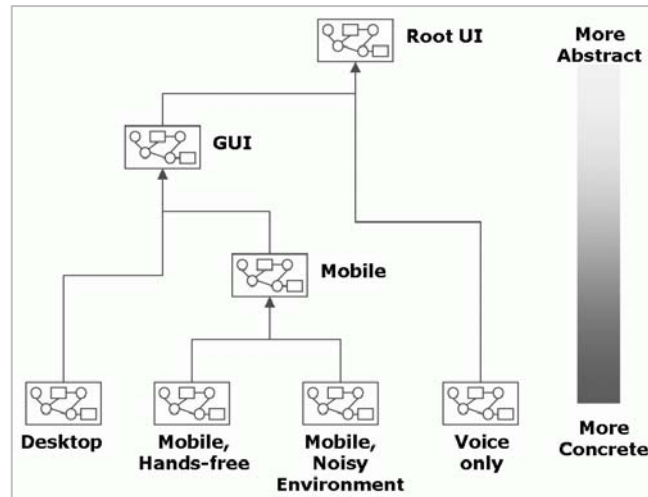 Root UI
More
Abstract
GUI
Mobile
Desktop
Mobile,
Hands-free
Mobile,
Noisy
Environment
Voice
only
More
Concrete